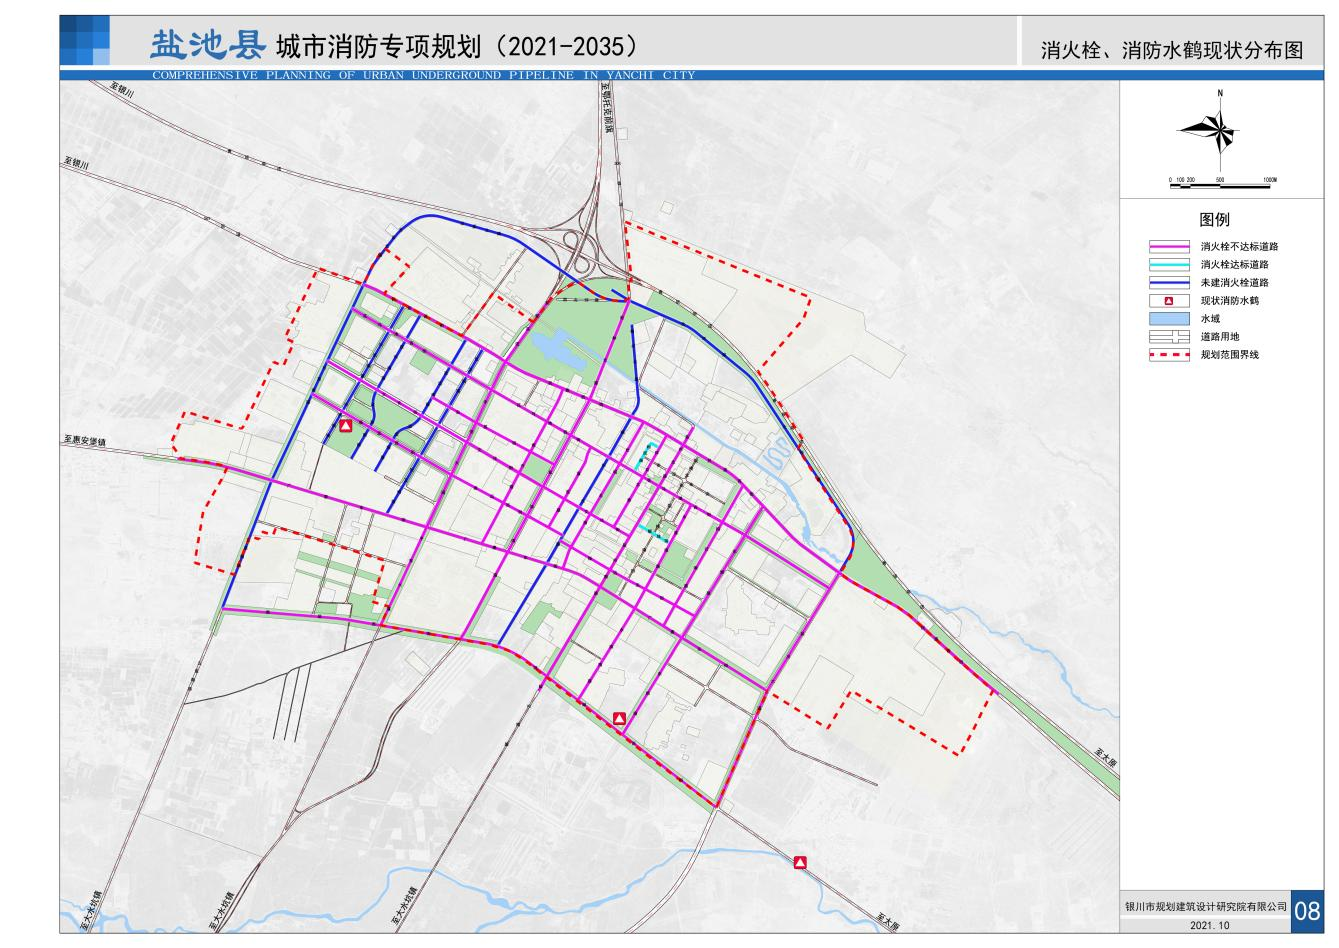 盐池县 城市消防专项规划（2021-2035）
消火栓、消防水鹤现状分布图
COMPREHENSIVE PLANNING OF URBAN UNDERGROUND PIPELINE IN YANCHI CITY
至银川
至鄂托克前旗
至银川
至惠安堡镇
至太原
至大水坑镇
至大水坑镇
至大水坑镇
至太原
N
0 100 200 500 1000M
图例
消火栓不达标道路
消火栓达标道路
未建消火栓道路
现状消防水鹤
水域
道路用地
规划范围界线
银川市规划建筑设计研究院有限公司
2021.10
08